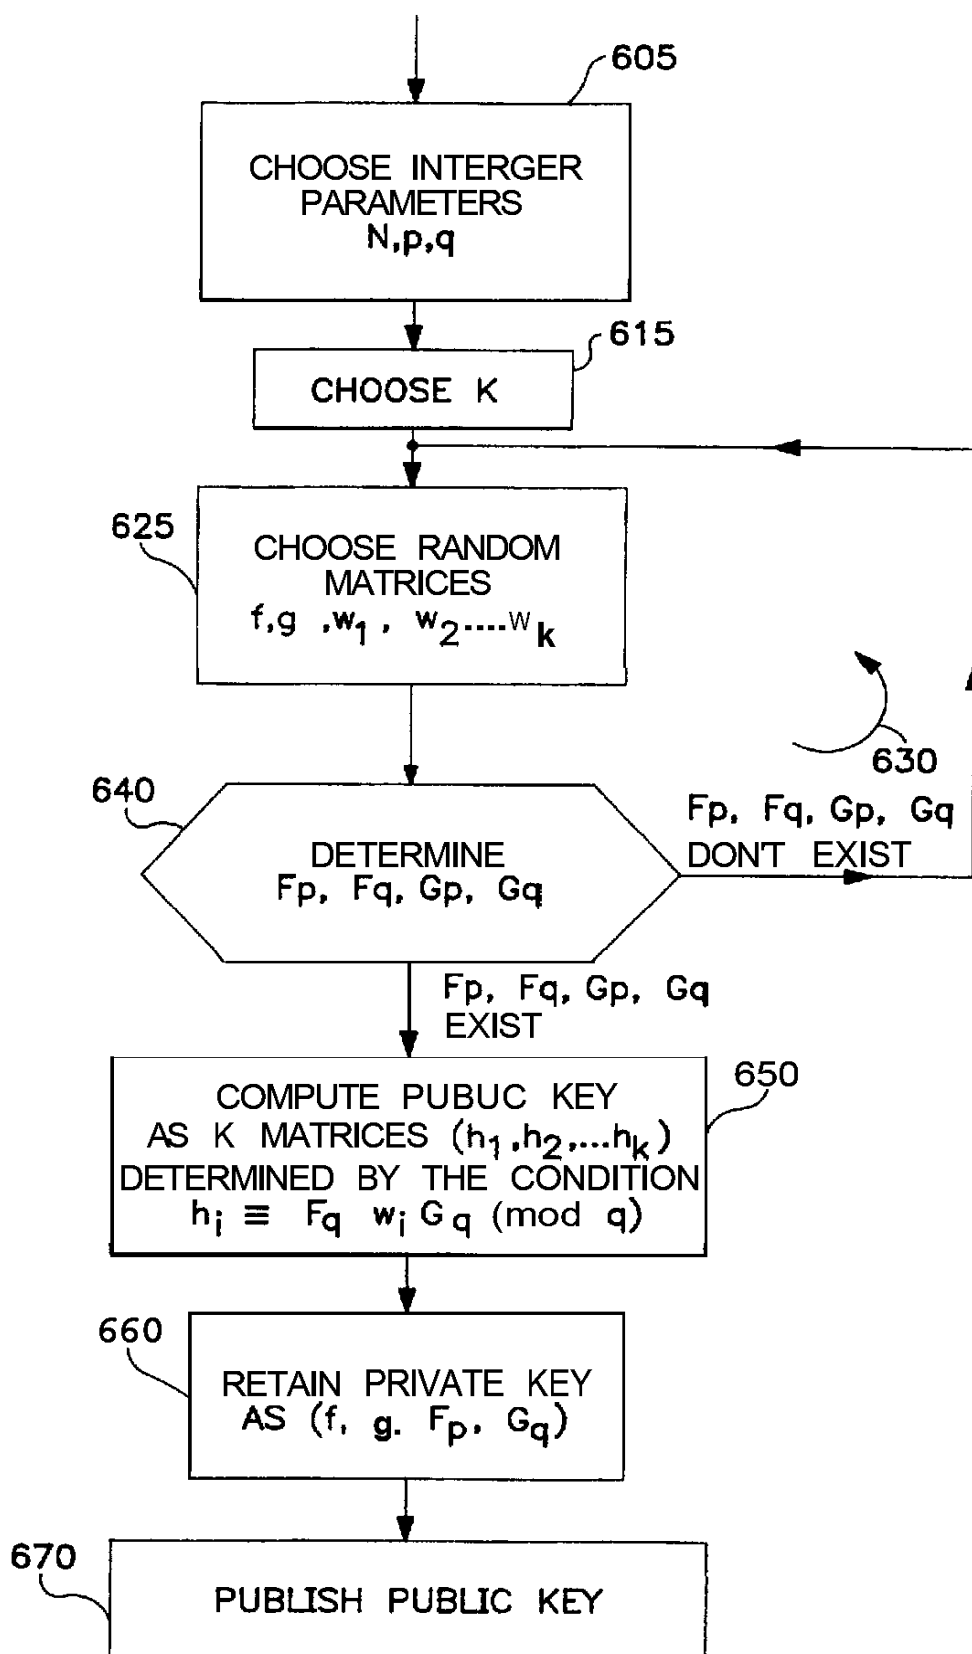 605
CHOOSE INTERGER
PARAMETERS
N,p,q
615
CHOOSE K
625
CHOOSE RANDOM
MATRICES
f,g ,w1 , w2....wk
630
640
DETERMINE
Fp, Fq, Gp, Gq
Fp, Fq, Gp, Gq
DON'T EXIST
Fp, Fq, Gp, Gq
EXIST
650
COMPUTE PUBUC KEY
AS K MATRICES (h1,h2,...hk)
DETERMINED BY THE CONDITION
hi ≡ Fq wi Gq (mod q)
660
RETAIN PRIVATE KEY
AS (f, g. Fp, Gq)
670
PUBLISH PUBLIC KEY